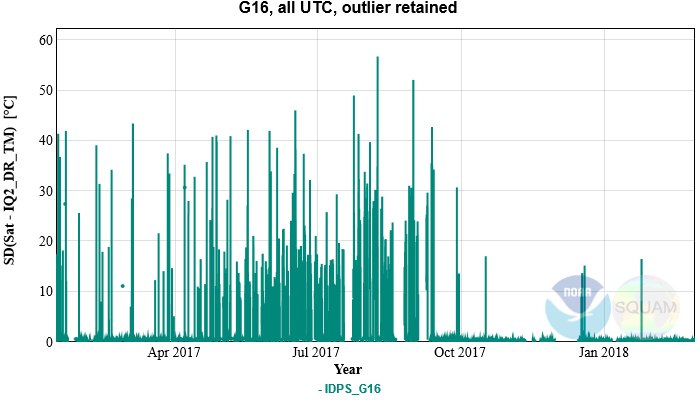 G16, all UTC, outlier retained
SD(Sat - IQ2_DR_TM) [°C]
60
50
40
30
20
10
0
NOAA
SQUAM
Apr 2017
Jul 2017
Oct 2017
Jan 2018
Year
- IDPS_G16